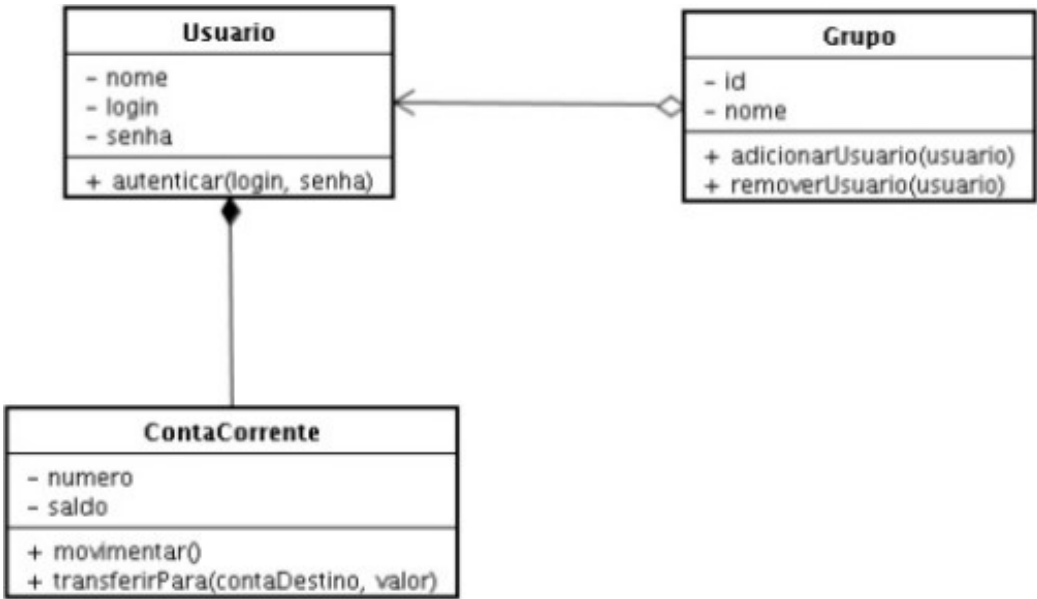 Usuario
- nome
- login
- senha
+ autenticar(login, senha)
Grupo
- id
- nome
+ adicionarUsuario(usuario)
+ removerUsuario(usuario)
ContaCorrente
- numero
- saldo
+ movimentar()
+ transferirPara(contaDestino, valor)